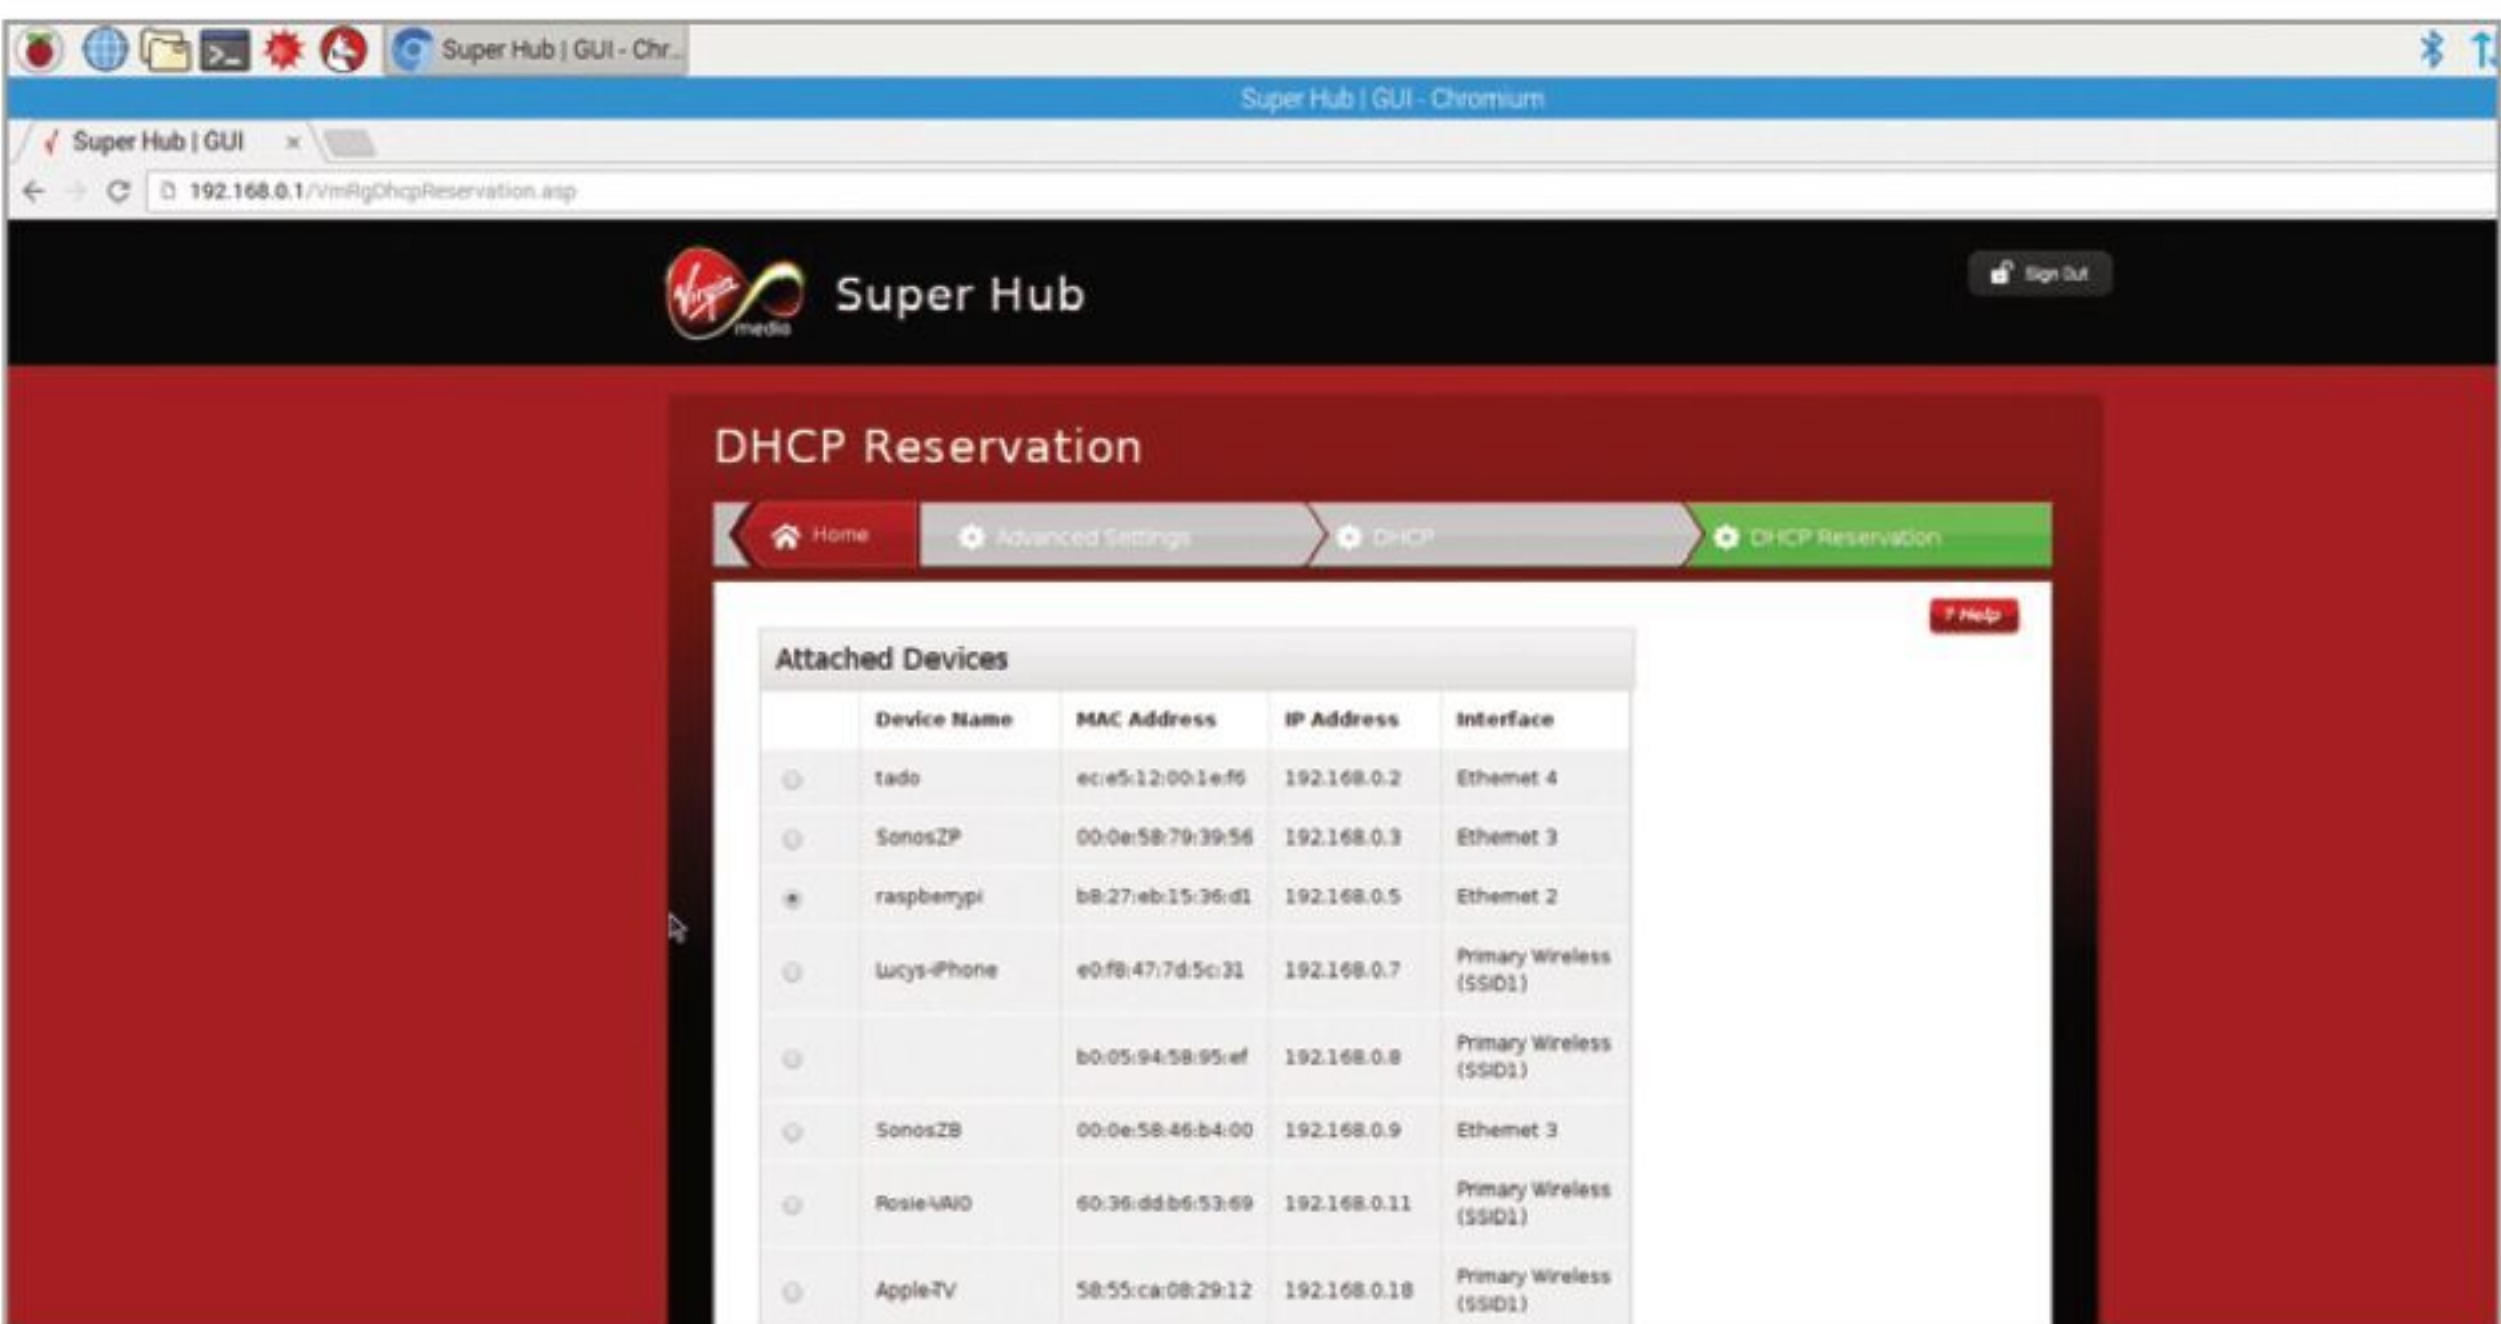 Super Hub | GUI - Chr...
Super Hub | GUI - Chromium
Super Hub | GUI ×
192.168.0.1/VmRgDhcpReservation.asp
Virgin media Super Hub
Sign Out
DHCP Reservation
Home Advanced Settings DHCP DHCP Reservation
? Help
Attached Devices
Device Name MAC Address IP Address Interface
tado ec:e5:12:00:1e:f6 192.168.0.2 Ethernet 4
SonosZP 00:0e:58:79:39:56 192.168.0.3 Ethernet 3
raspberrypi b8:27:eb:15:36:d1 192.168.0.5 Ethernet 2
Lucys-iPhone e0:f8:47:7d:5c:31 192.168.0.7 Primary Wireless
(SSID1)
b0:05:94:58:95:ef 192.168.0.8 Primary Wireless
(SSID1)
SonosZB 00:0e:58:46:b4:00 192.168.0.9 Ethernet 3
Rosie-VAIO 60:36:dd:b6:53:69 192.168.0.11 Primary Wireless
(SSID1)
Apple-TV 58:55:ca:08:29:12 192.168.0.18 Primary Wireless
(SSID1)